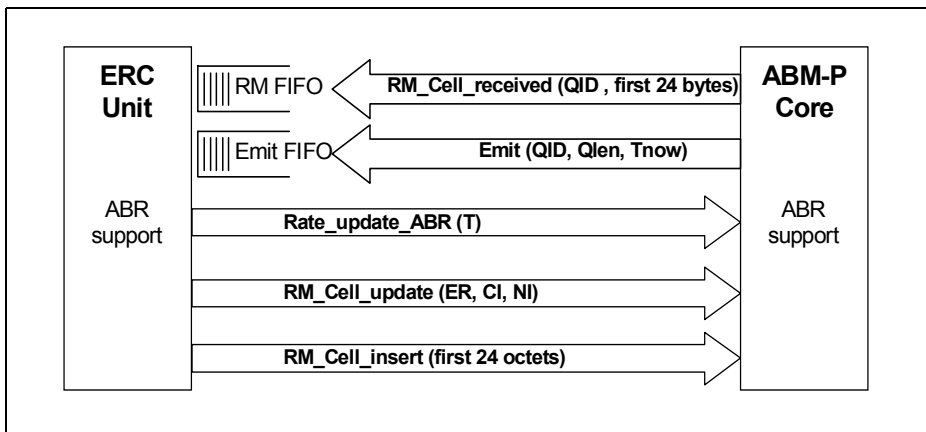 ERC
Unit
RM FIFO
RM_Cell_received (QID , first 24 bytes)
ABM-P
Core
Emit FIFO
Emit (QID, Qlen, Tnow)
ABR
support
Rate_update_ABR (T)
ABR
support
RM_Cell_update (ER, CI, NI)
RM_Cell_insert (first 24 octets)